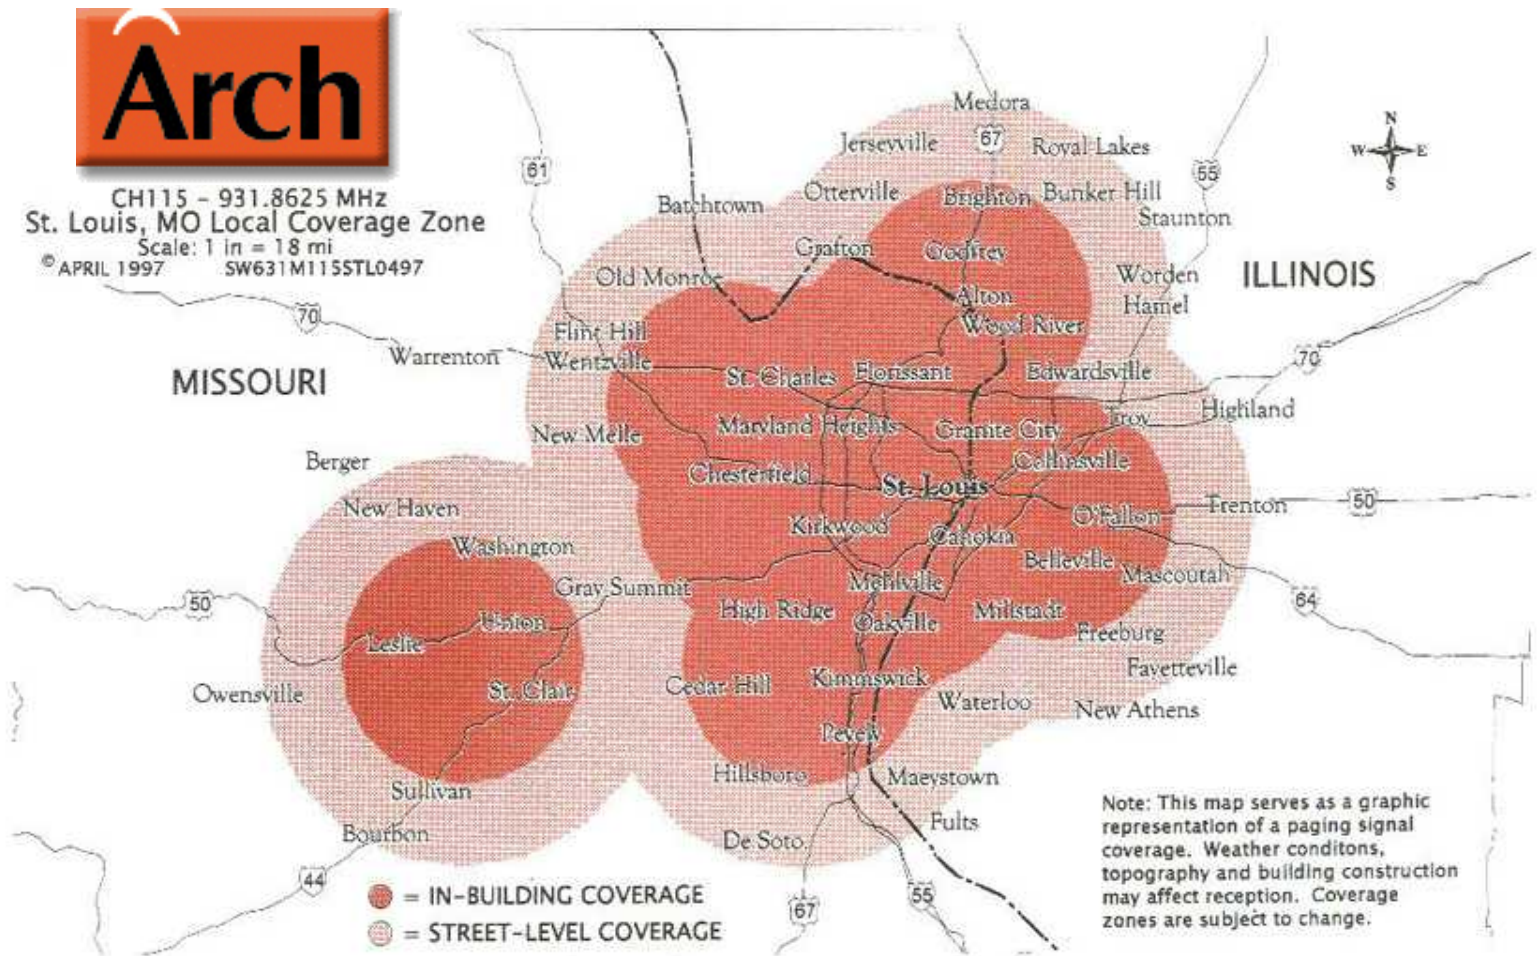 Arch
CH115 - 931.8625 MHz
St. Louis, MO Local Coverage Zone
Scale: 1 in = 18 mi
© APRIL 1997 SW631M115STL0497
N
W E
S
MISSOURI
ILLINOIS
61
67
55
70
70
50
50
64
44
67
55
Medora
Jerseyville
Royal Lakes
Otterville
Brighton
Bunker Hill
Batchtown
Staunton
Grafton
Godfrey
Old Monroe
Worden
Alton
Hamel
Flint Hill
Wood River
Warrenton
Wentzville
St. Charles
Florissant
Edwardsville
Highland
Troy
New Melle
Maryland Heights
Granite City
Berger
Chesterfield
Collinsville
St. Louis
New Haven
Trenton
Kirkwood
O'Fallon
Washington
Cahokia
Belleville
Mascoutah
Gray Summit
Mehlville
High Ridge
Millstadt
Union
Oakville
Freeburg
Leslie
Fayetteville
Owensville
St. Clair
Cedar Hill
Kimmswick
Waterloo
New Athens
Pevely
Hillsboro
Maeystown
Sullivan
Bourbon
De Soto
Fults
= IN-BUILDING COVERAGE
= STREET-LEVEL COVERAGE
Note: This map serves as a graphic
representation of a paging signal
coverage. Weather conditons,
topography and building construction
may affect reception. Coverage
zones are subject to change.